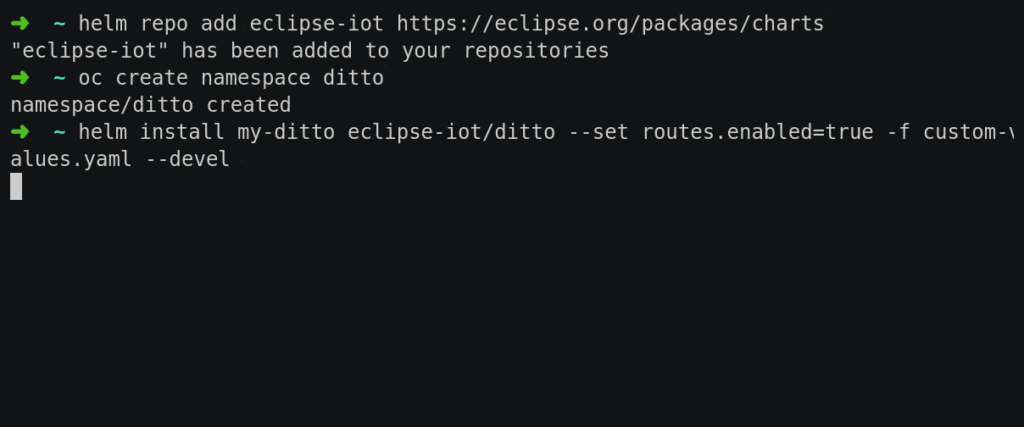 ➜  ~ helm repo add eclipse-iot https://eclipse.org/packages/charts
"eclipse-iot" has been added to your repositories
➜  ~ oc create namespace ditto
namespace/ditto created
➜  ~ helm install my-ditto eclipse-iot/ditto --set routes.enabled=true -f custom-v
alues.yaml --devel